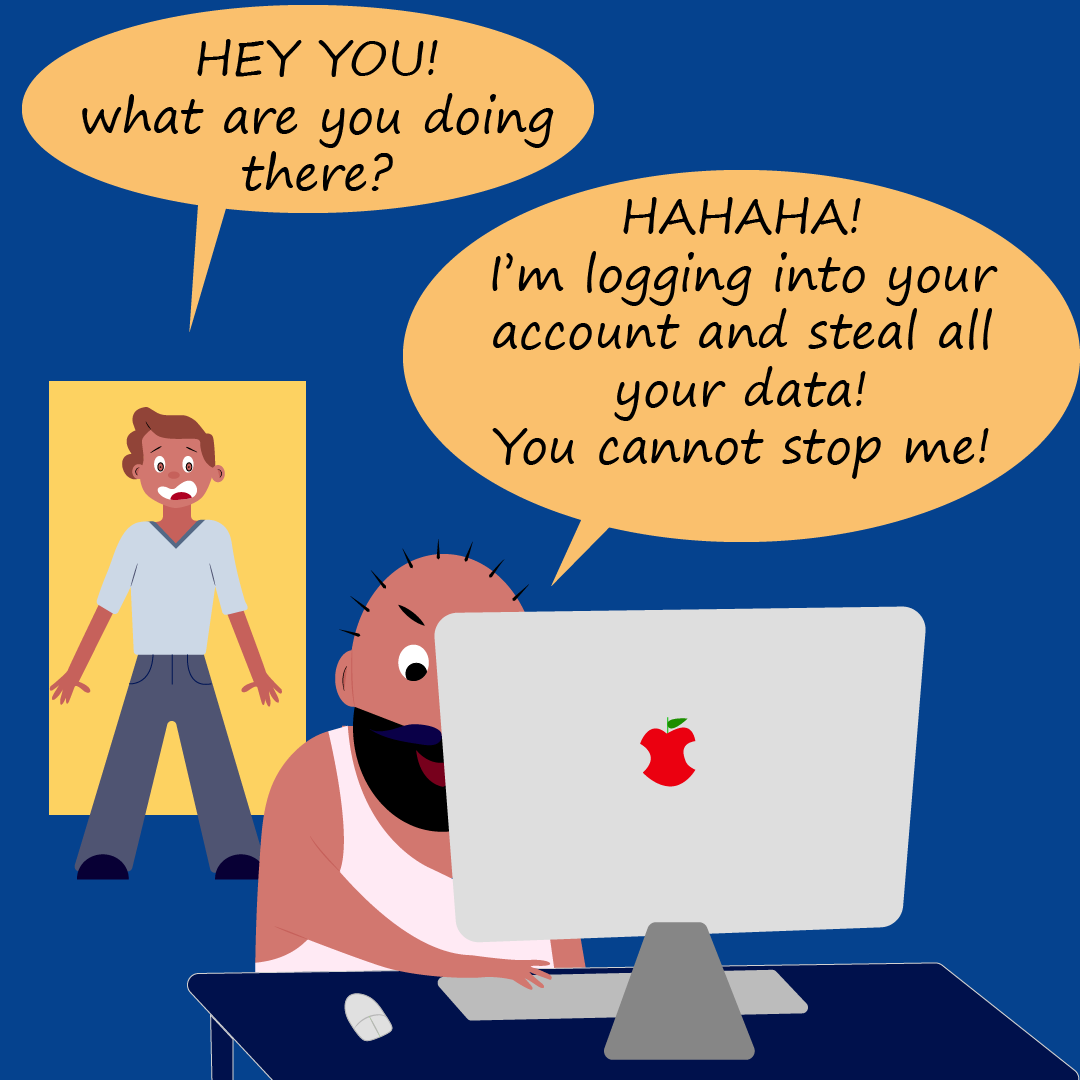 HEY YOU!
what are you doing
there?
HAHAHA!
I’m logging into your
account and steal all
your data!
You cannot stop me!